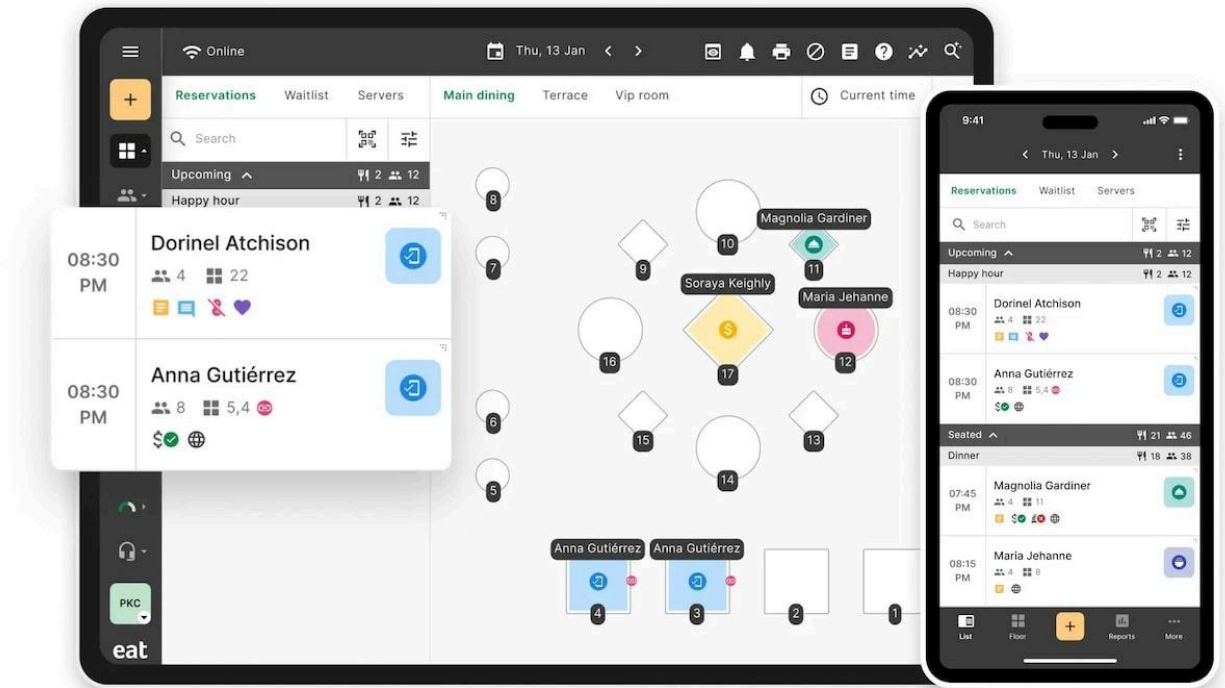 Online
Thu, 13 Jan
Reservations Waitlist Servers
Main dining Terrace Vip room
Current time
Search
Upcoming 2 12
Happy hour 2 12
08:30 PM
Dorinel Atchison
4 22
08:30 PM
Anna Gutiérrez
8 5,4
$
PKC
eat
8
7
6
5
9
10
Magnolia Gardiner
11
Soraya Keighly
$
17
Maria Jehanne
12
16
15
14
13
Anna Gutiérrez
4
Anna Gutiérrez
3
2
1
9:41
Thu, 13 Jan
Reservations Waitlist Servers
Search
Upcoming 2 12
Happy hour 2 12
08:30 PM
Dorinel Atchison
4 22
08:30 PM
Anna Gutiérrez
8 5,4
$
Seated 21 46
Dinner 18 38
07:45 PM
Magnolia Gardiner
4 11
$
08:15 PM
Maria Jehanne
4 8
List Floor + Reports More